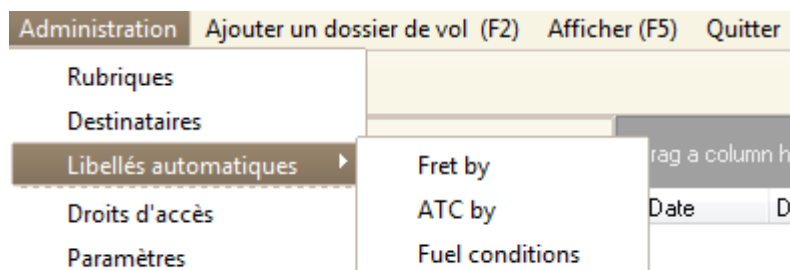 Administration Ajouter un dossier de vol (F2) Afficher (F5) Quitter
Rubriques
Destinataires
Libellés automatiques
Droits d'accès
Paramètres
Fret by
ATC by
Fuel conditions
rag a column h
Date D